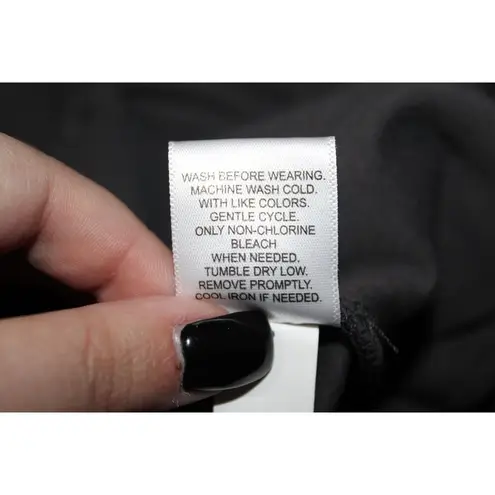 WASH BEFORE WEARING.
MACHINE WASH COLD.
WITH LIKE COLORS.
GENTLE CYCLE.
ONLY NON-CHLORINE
BLEACH
WHEN NEEDED.
TUMBLE DRY LOW.
REMOVE PROMPTLY.
COOL IRON IF NEEDED.